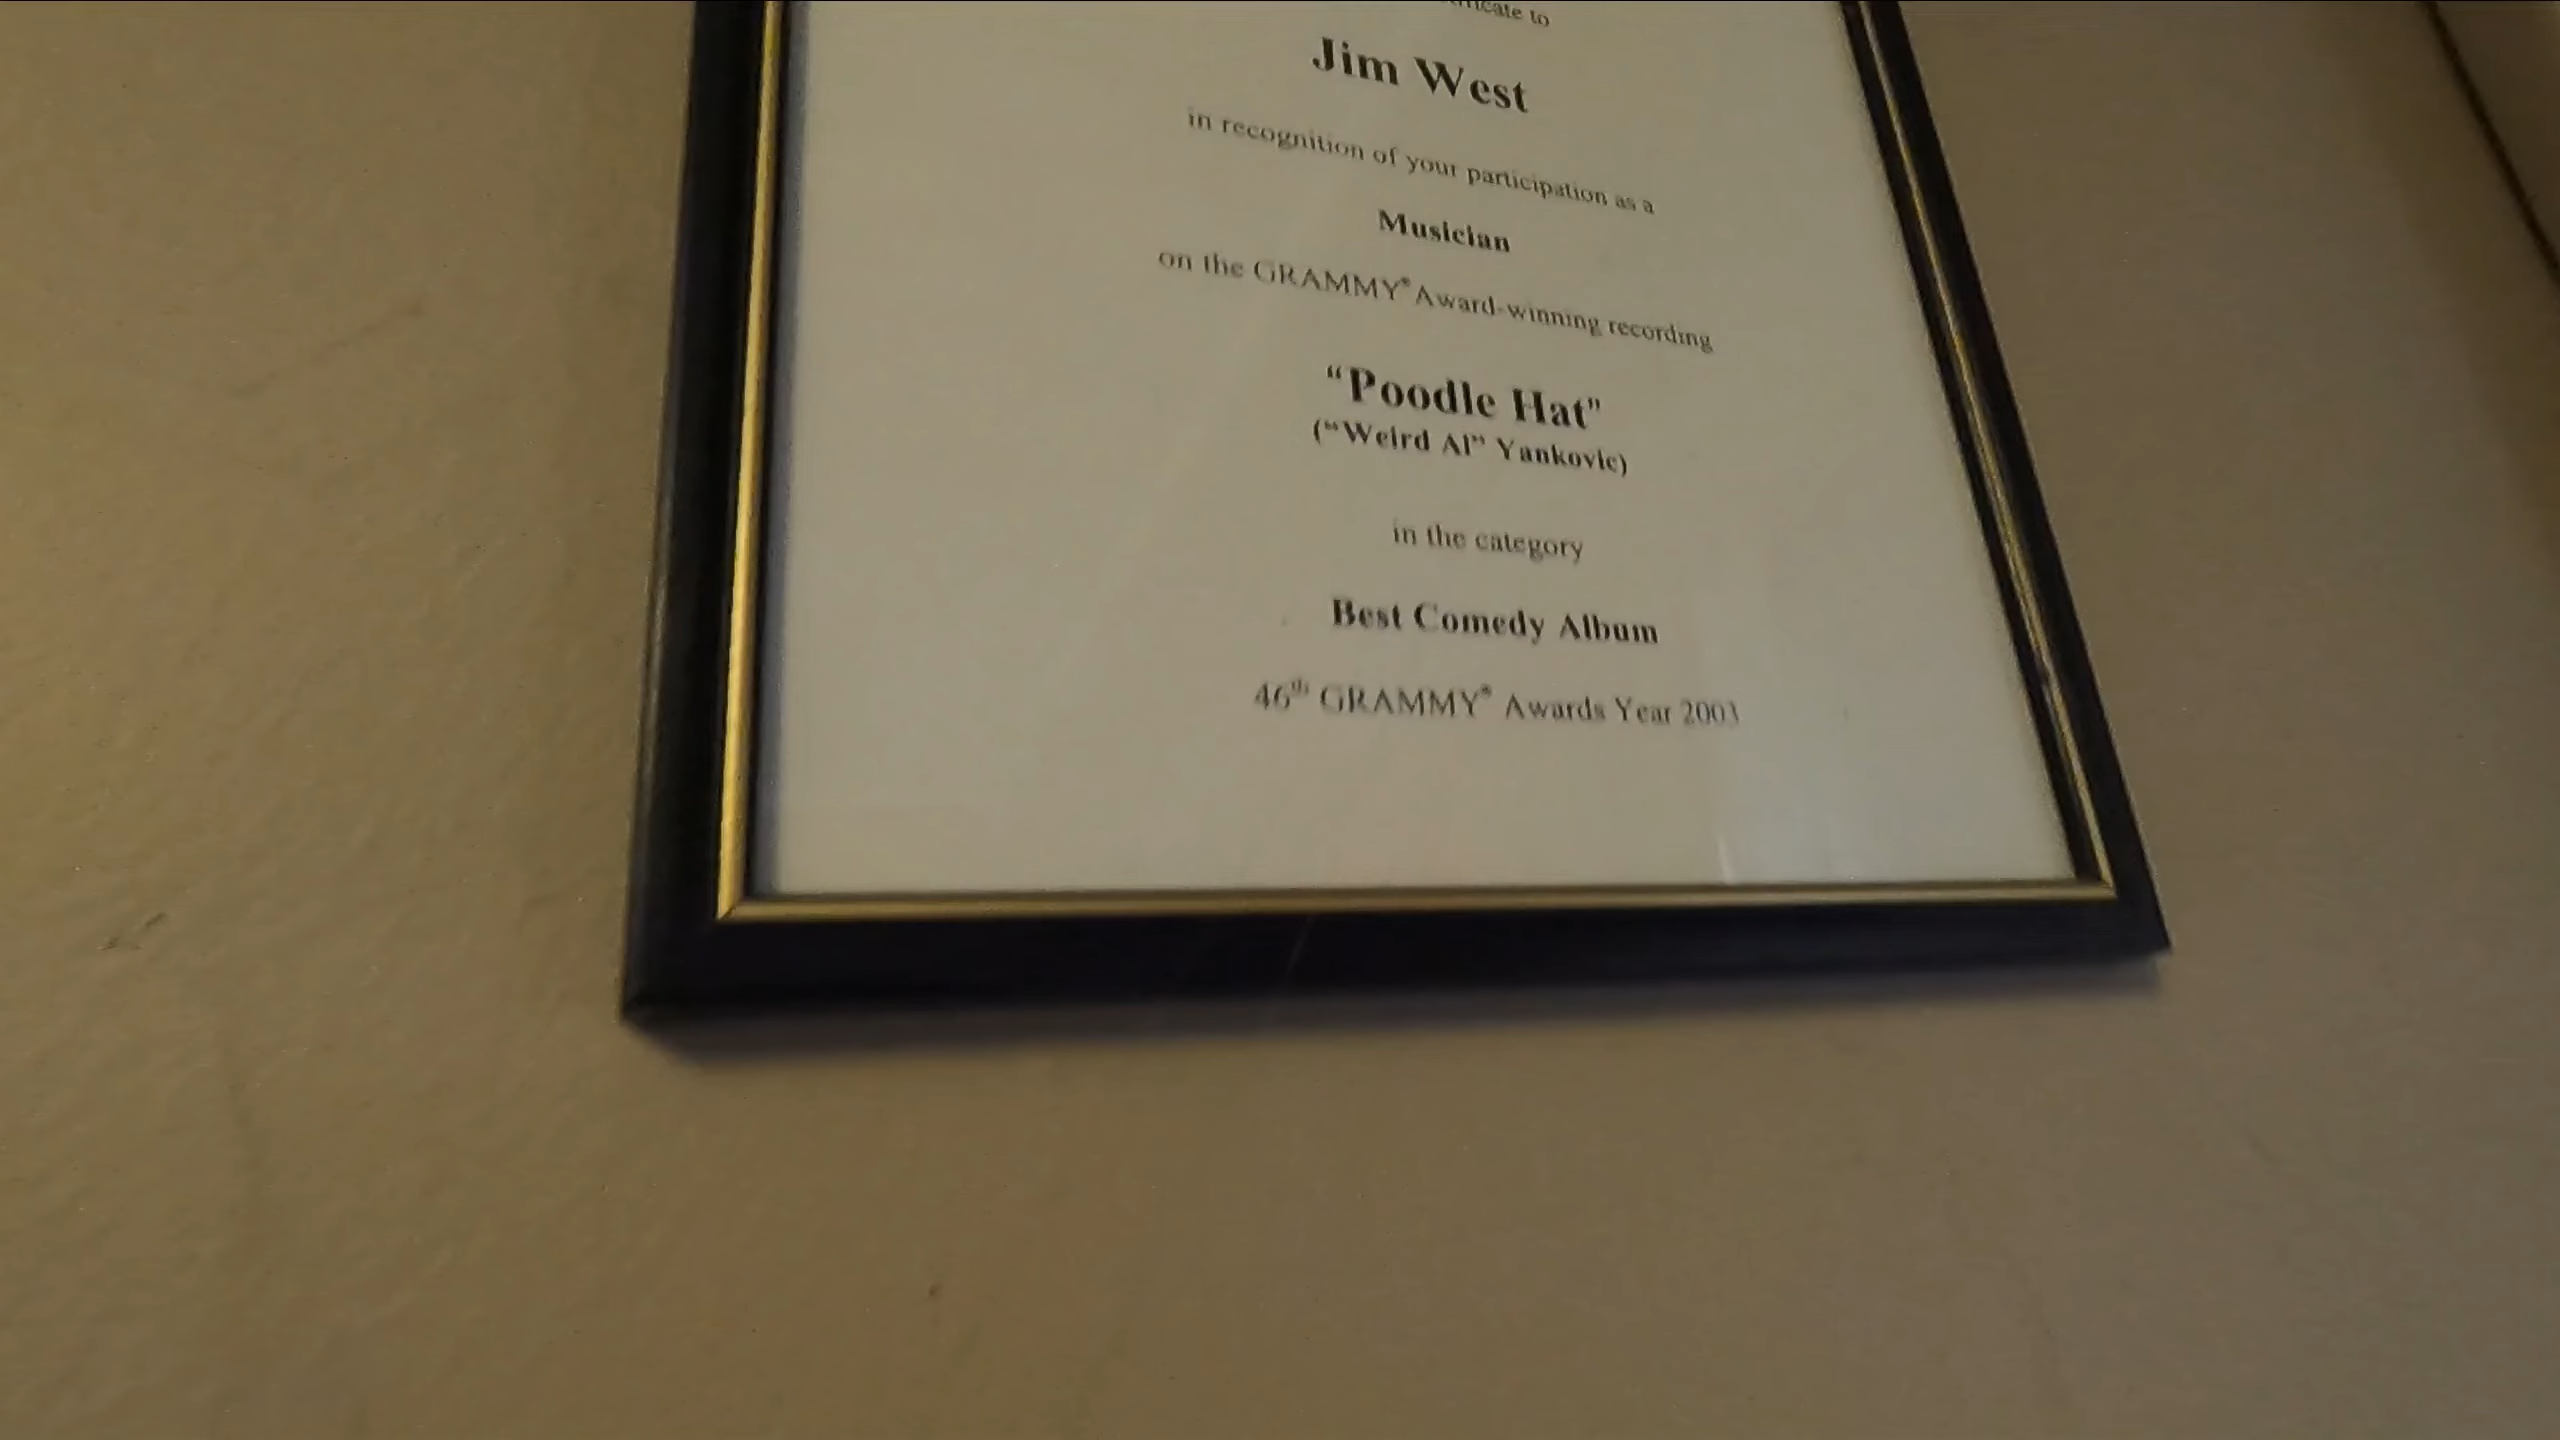 to
Jim West
in recognition of your participation as a
Musician
on the GRAMMY® Award-winning recording
“Poodle Hat"
(“Weird Al” Yankovic)
in the category
Best Comedy Album
46th GRAMMY® Awards Year 2003